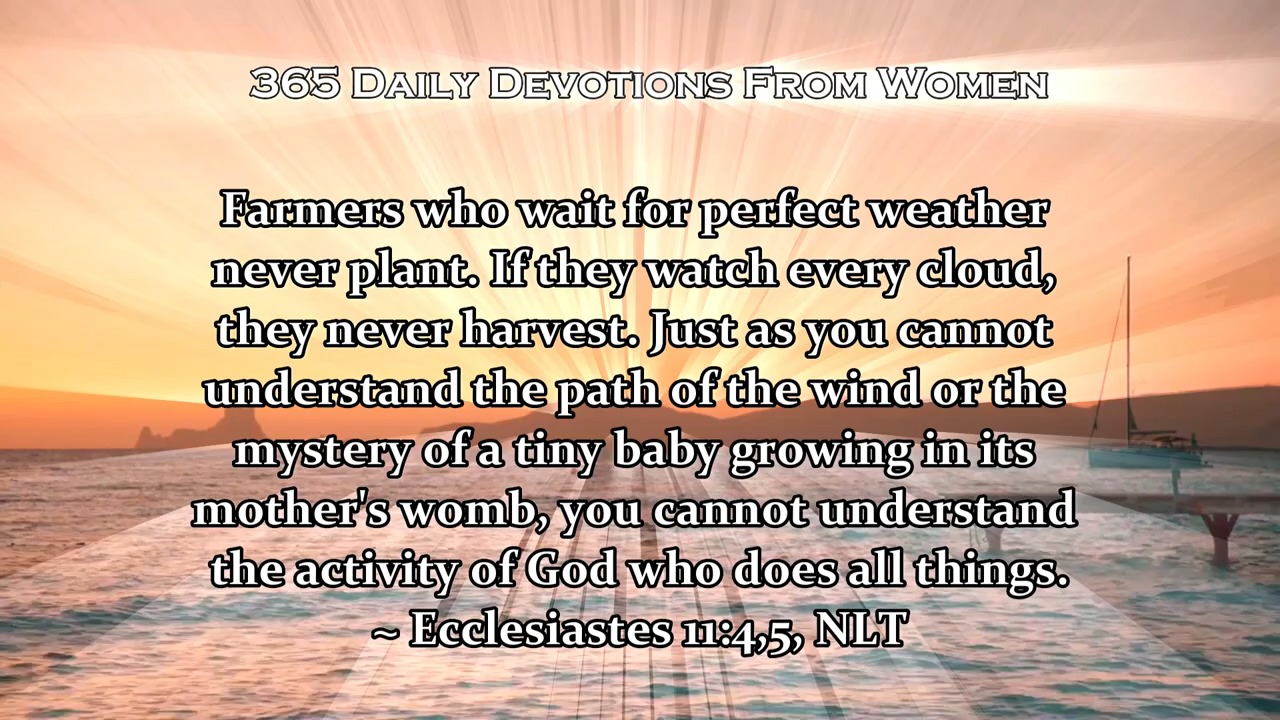 365 Daily Devotions From Women
Farmers who wait for perfect weather
never plant. If they watch every cloud,
they never harvest. Just as you cannot
understand the path of the wind or the
mystery of a tiny baby growing in its
mother's womb, you cannot understand
the activity of God who does all things.
~ Ecclesiastes 11:4,5, NLT